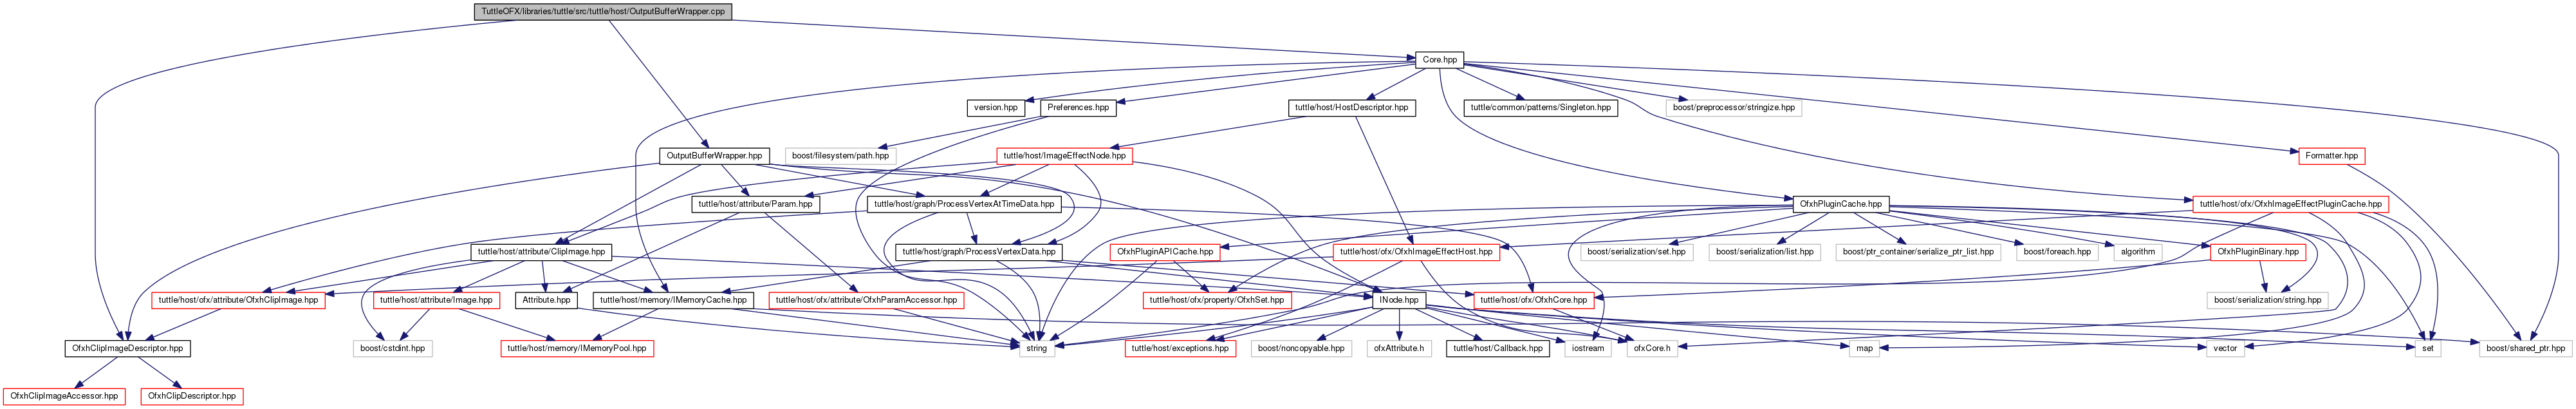 TuttleOFX/libraries/tuttle/src/tuttle/host/OutputBufferWrapper.cpp
Core.hpp
version.hpp
Preferences.hpp
tuttle/host/HostDescriptor.hpp
tuttle/common/patterns/Singleton.hpp
boost/preprocessor/stringize.hpp
OutputBufferWrapper.hpp
boost/filesystem/path.hpp
tuttle/host/ImageEffectNode.hpp
Formatter.hpp
tuttle/host/attribute/Param.hpp
tuttle/host/graph/ProcessVertexAtTimeData.hpp
OfxhPluginCache.hpp
tuttle/host/ofx/OfxhImageEffectPluginCache.hpp
tuttle/host/attribute/ClipImage.hpp
tuttle/host/graph/ProcessVertexData.hpp
OfxhPluginAPICache.hpp
tuttle/host/ofx/OfxhImageEffectHost.hpp
boost/serialization/set.hpp
boost/serialization/list.hpp
boost/ptr_container/serialize_ptr_list.hpp
boost/foreach.hpp
algorithm
OfxhPluginBinary.hpp
tuttle/host/ofx/attribute/OfxhClipImage.hpp
tuttle/host/attribute/Image.hpp
Attribute.hpp
tuttle/host/memory/IMemoryCache.hpp
tuttle/host/ofx/attribute/OfxhParamAccessor.hpp
tuttle/host/ofx/property/OfxhSet.hpp
INode.hpp
tuttle/host/ofx/OfxhCore.hpp
boost/serialization/string.hpp
OfxhClipImageDescriptor.hpp
boost/cstdint.hpp
tuttle/host/memory/IMemoryPool.hpp
string
tuttle/host/exceptions.hpp
boost/noncopyable.hpp
ofxAttribute.h
tuttle/host/Callback.hpp
iostream
ofxCore.h
map
vector
set
boost/shared_ptr.hpp
OfxhClipImageAccessor.hpp
OfxhClipDescriptor.hpp